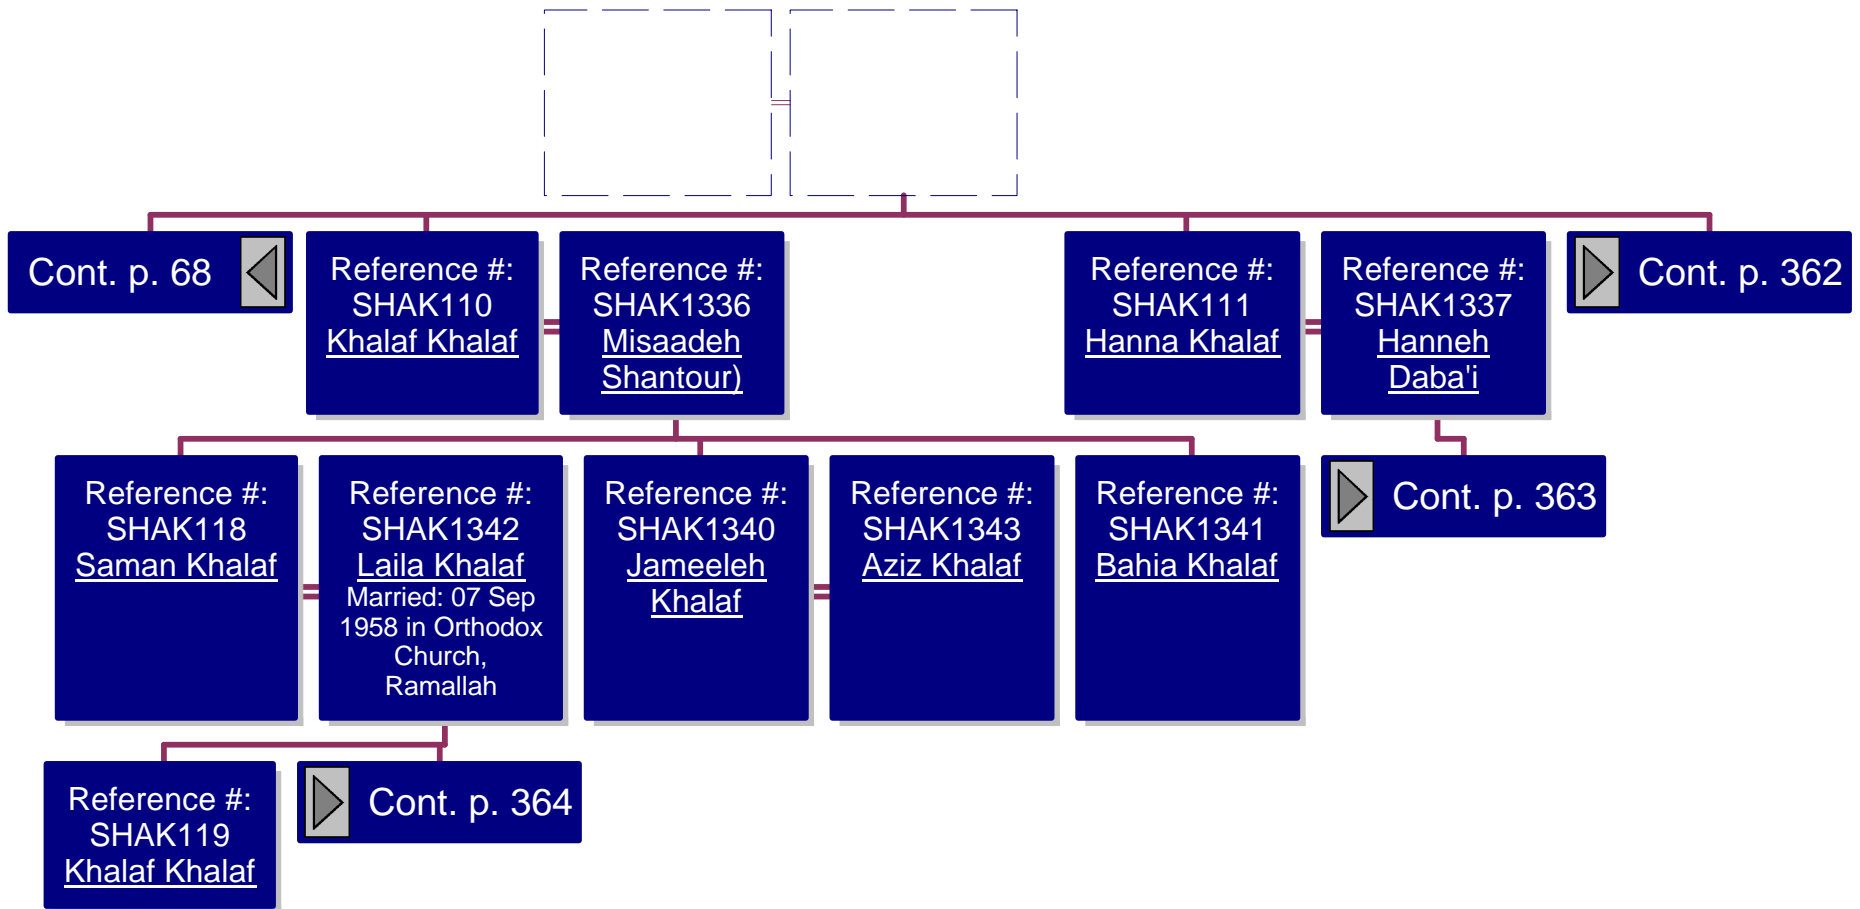 Cont. p. 68
Reference #:
SHAK110
Khalaf Khalaf
Reference #:
SHAK1336
Misaadeh
Shantour)
Reference #:
SHAK111
Hanna Khalaf
Reference #:
SHAK1337
Hanneh
Daba'i
Cont. p. 362
Reference #:
SHAK118
Saman Khalaf
Reference #:
SHAK1342
Laila Khalaf
Married: 07 Sep
1958 in Orthodox
Church,
Ramallah
Reference #:
SHAK1340
Jameeleh
Khalaf
Reference #:
SHAK1343
Aziz Khalaf
Reference #:
SHAK1341
Bahia Khalaf
Cont. p. 363
Reference #:
SHAK119
Khalaf Khalaf
Cont. p. 364